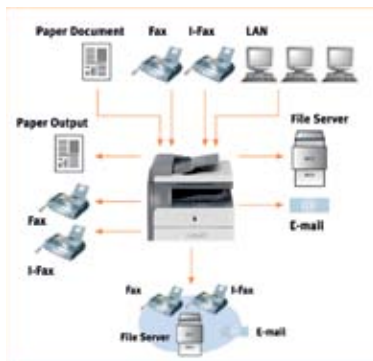 Paper Document Fax I-Fax LAN
Paper Output
File Server
Fax
E-mail
I-Fax
Fax I-Fax
File Server E-mail